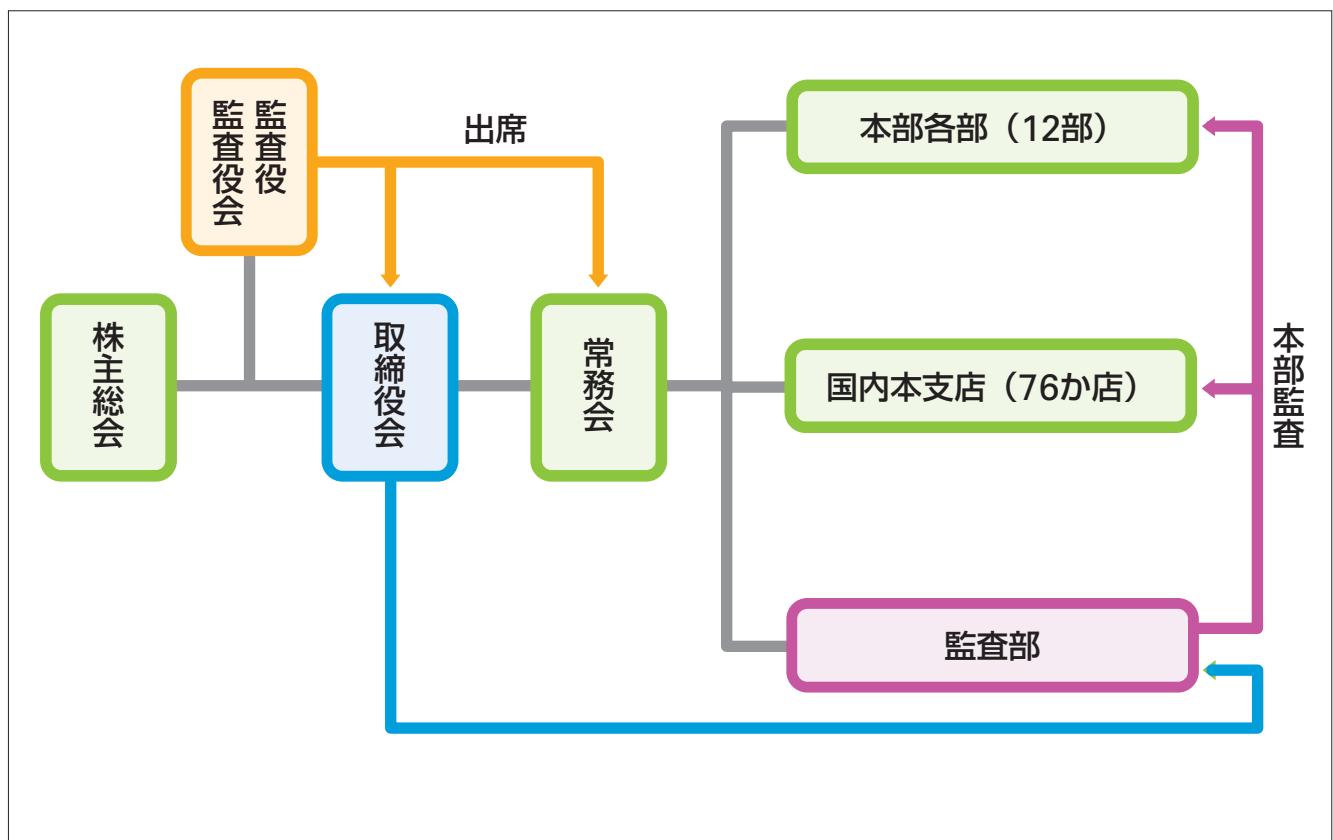 監査役
監査役会
出席
株主総会
取締役会
常務会
本部各部（12部）
国内本支店（76か店）
監査部
本部監査